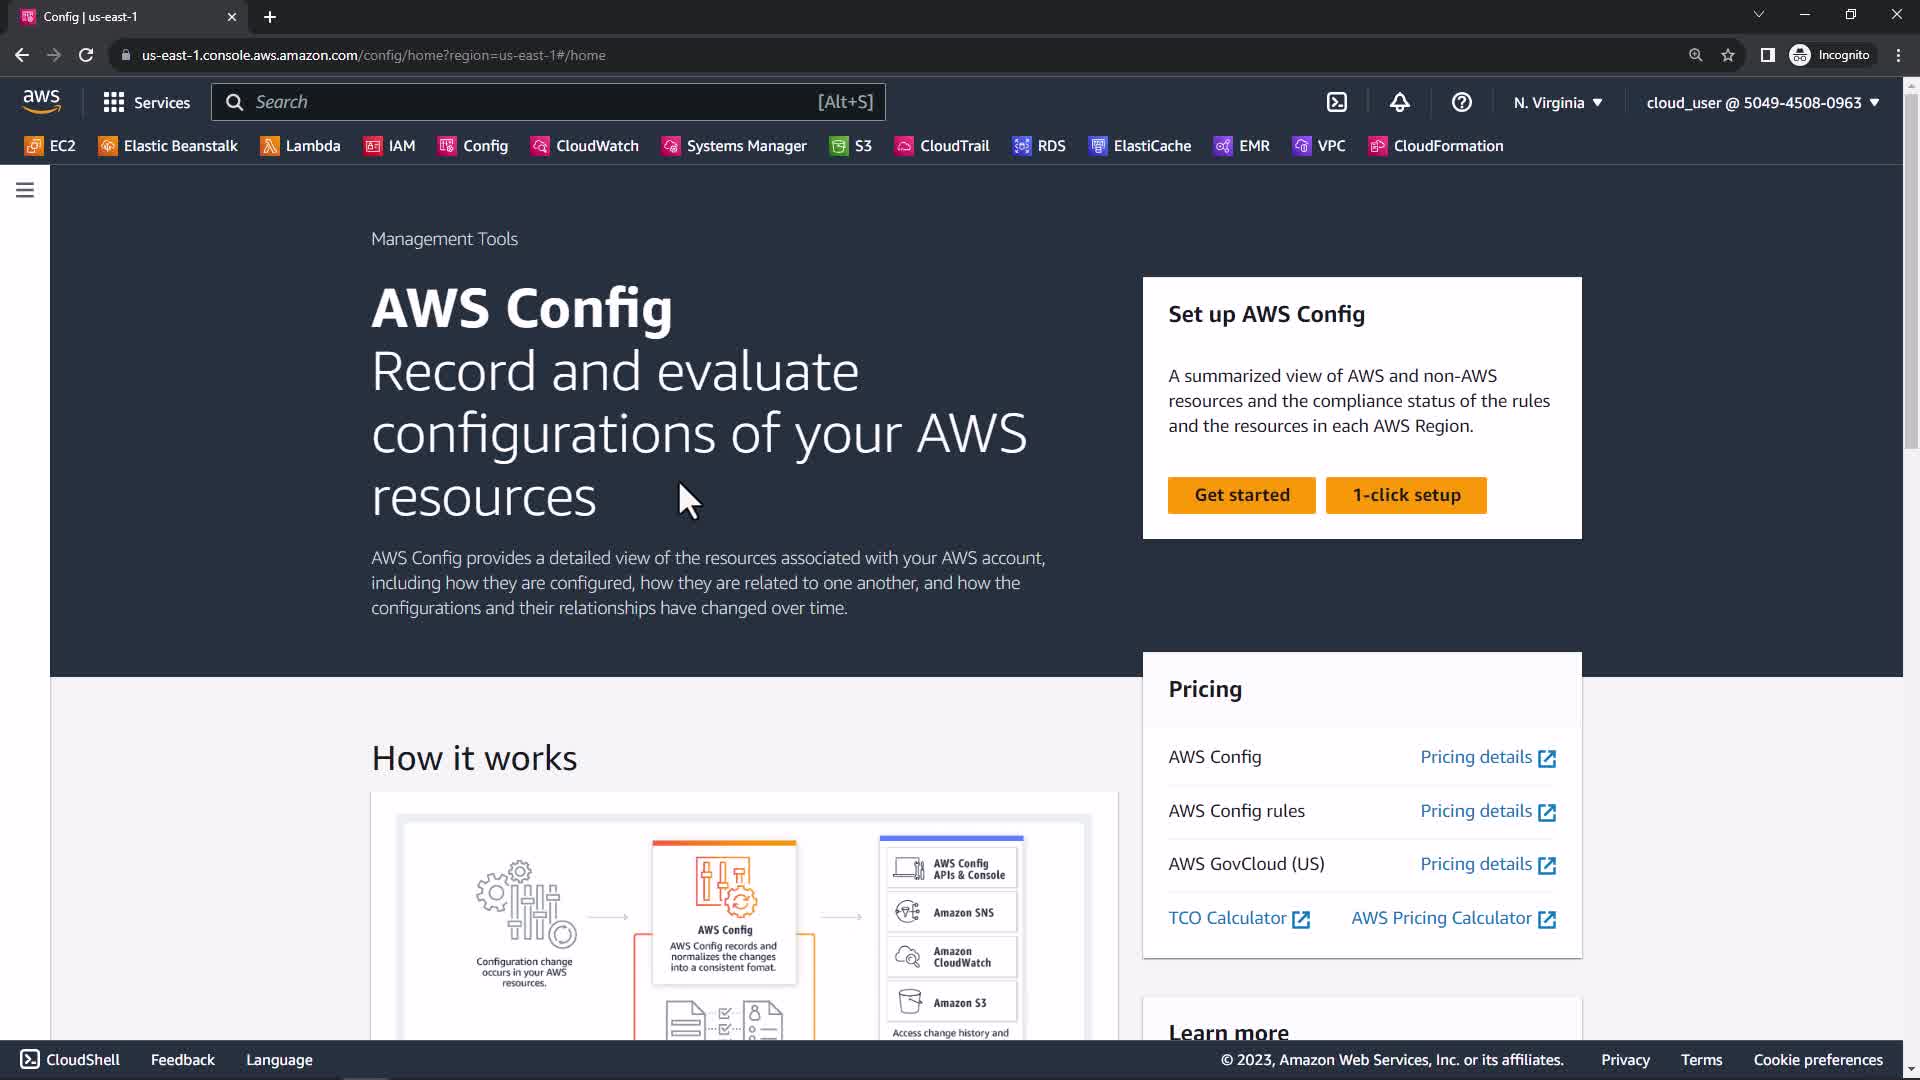 Config | us-east-1
us-east-1.console.aws.amazon.com/config/home?region=us-east-1#/home
Incognito
aws
Services
Search
[Alt+S]
N. Virginia
cloud_user @ 5049-4508-0963
EC2
Elastic Beanstalk
Lambda
IAM
Config
CloudWatch
Systems Manager
S3
CloudTrail
RDS
ElastiCache
EMR
VPC
CloudFormation
Management Tools
AWS Config
Record and evaluate
configurations of your AWS
resources
AWS Config provides a detailed view of the resources associated with your AWS account,
including how they are configured, how they are related to one another, and how the
configurations and their relationships have changed over time.
Set up AWS Config
A summarized view of AWS and non-AWS
resources and the compliance status of the rules
and the resources in each AWS Region.
Get started
1-click setup
Pricing
AWS Config
Pricing details
AWS Config rules
Pricing details
AWS GovCloud (US)
Pricing details
TCO Calculator
AWS Pricing Calculator
Learn more
How it works
Configuration change
occurs in your AWS
resources.
AWS Config
AWS Config records and
normalizes the changes
into a consistent fomat.
AWS Config
APIs & Console
Amazon SNS
Amazon
CloudWatch
Amazon S3
Access change history and
CloudShell
Feedback
Language
© 2023, Amazon Web Services, Inc. or its affiliates.
Privacy
Terms
Cookie preferences